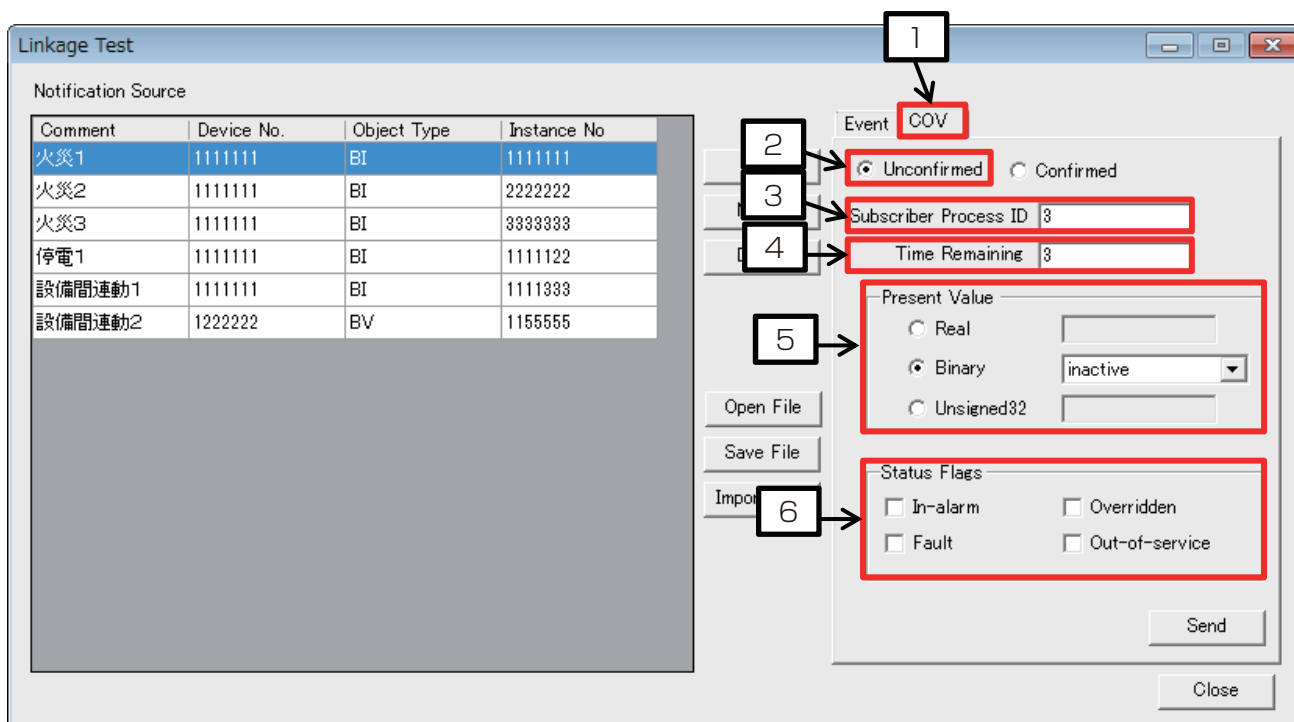 1
Linkage Test
Notification Source
Comment Device No. Object Type Instance No
火災1 1111111 BI 1111111
火災2 1111111 BI 2222222
火災3 1111111 BI 3333333
停電1 1111111 BI 1111122
設備間連動1 1111111 BI 1111333
設備間連動2 1222222 BV 1155555
Open File
Save File
Event COV
2
Unconfirmed Confirmed
3
Subscriber Process ID 3
4
Time Remaining 3
5
Present Value
Real
Binary inactive
Unsigned32
6
Status Flags
In-alarm Overridden
Fault Out-of-service
Send
Close